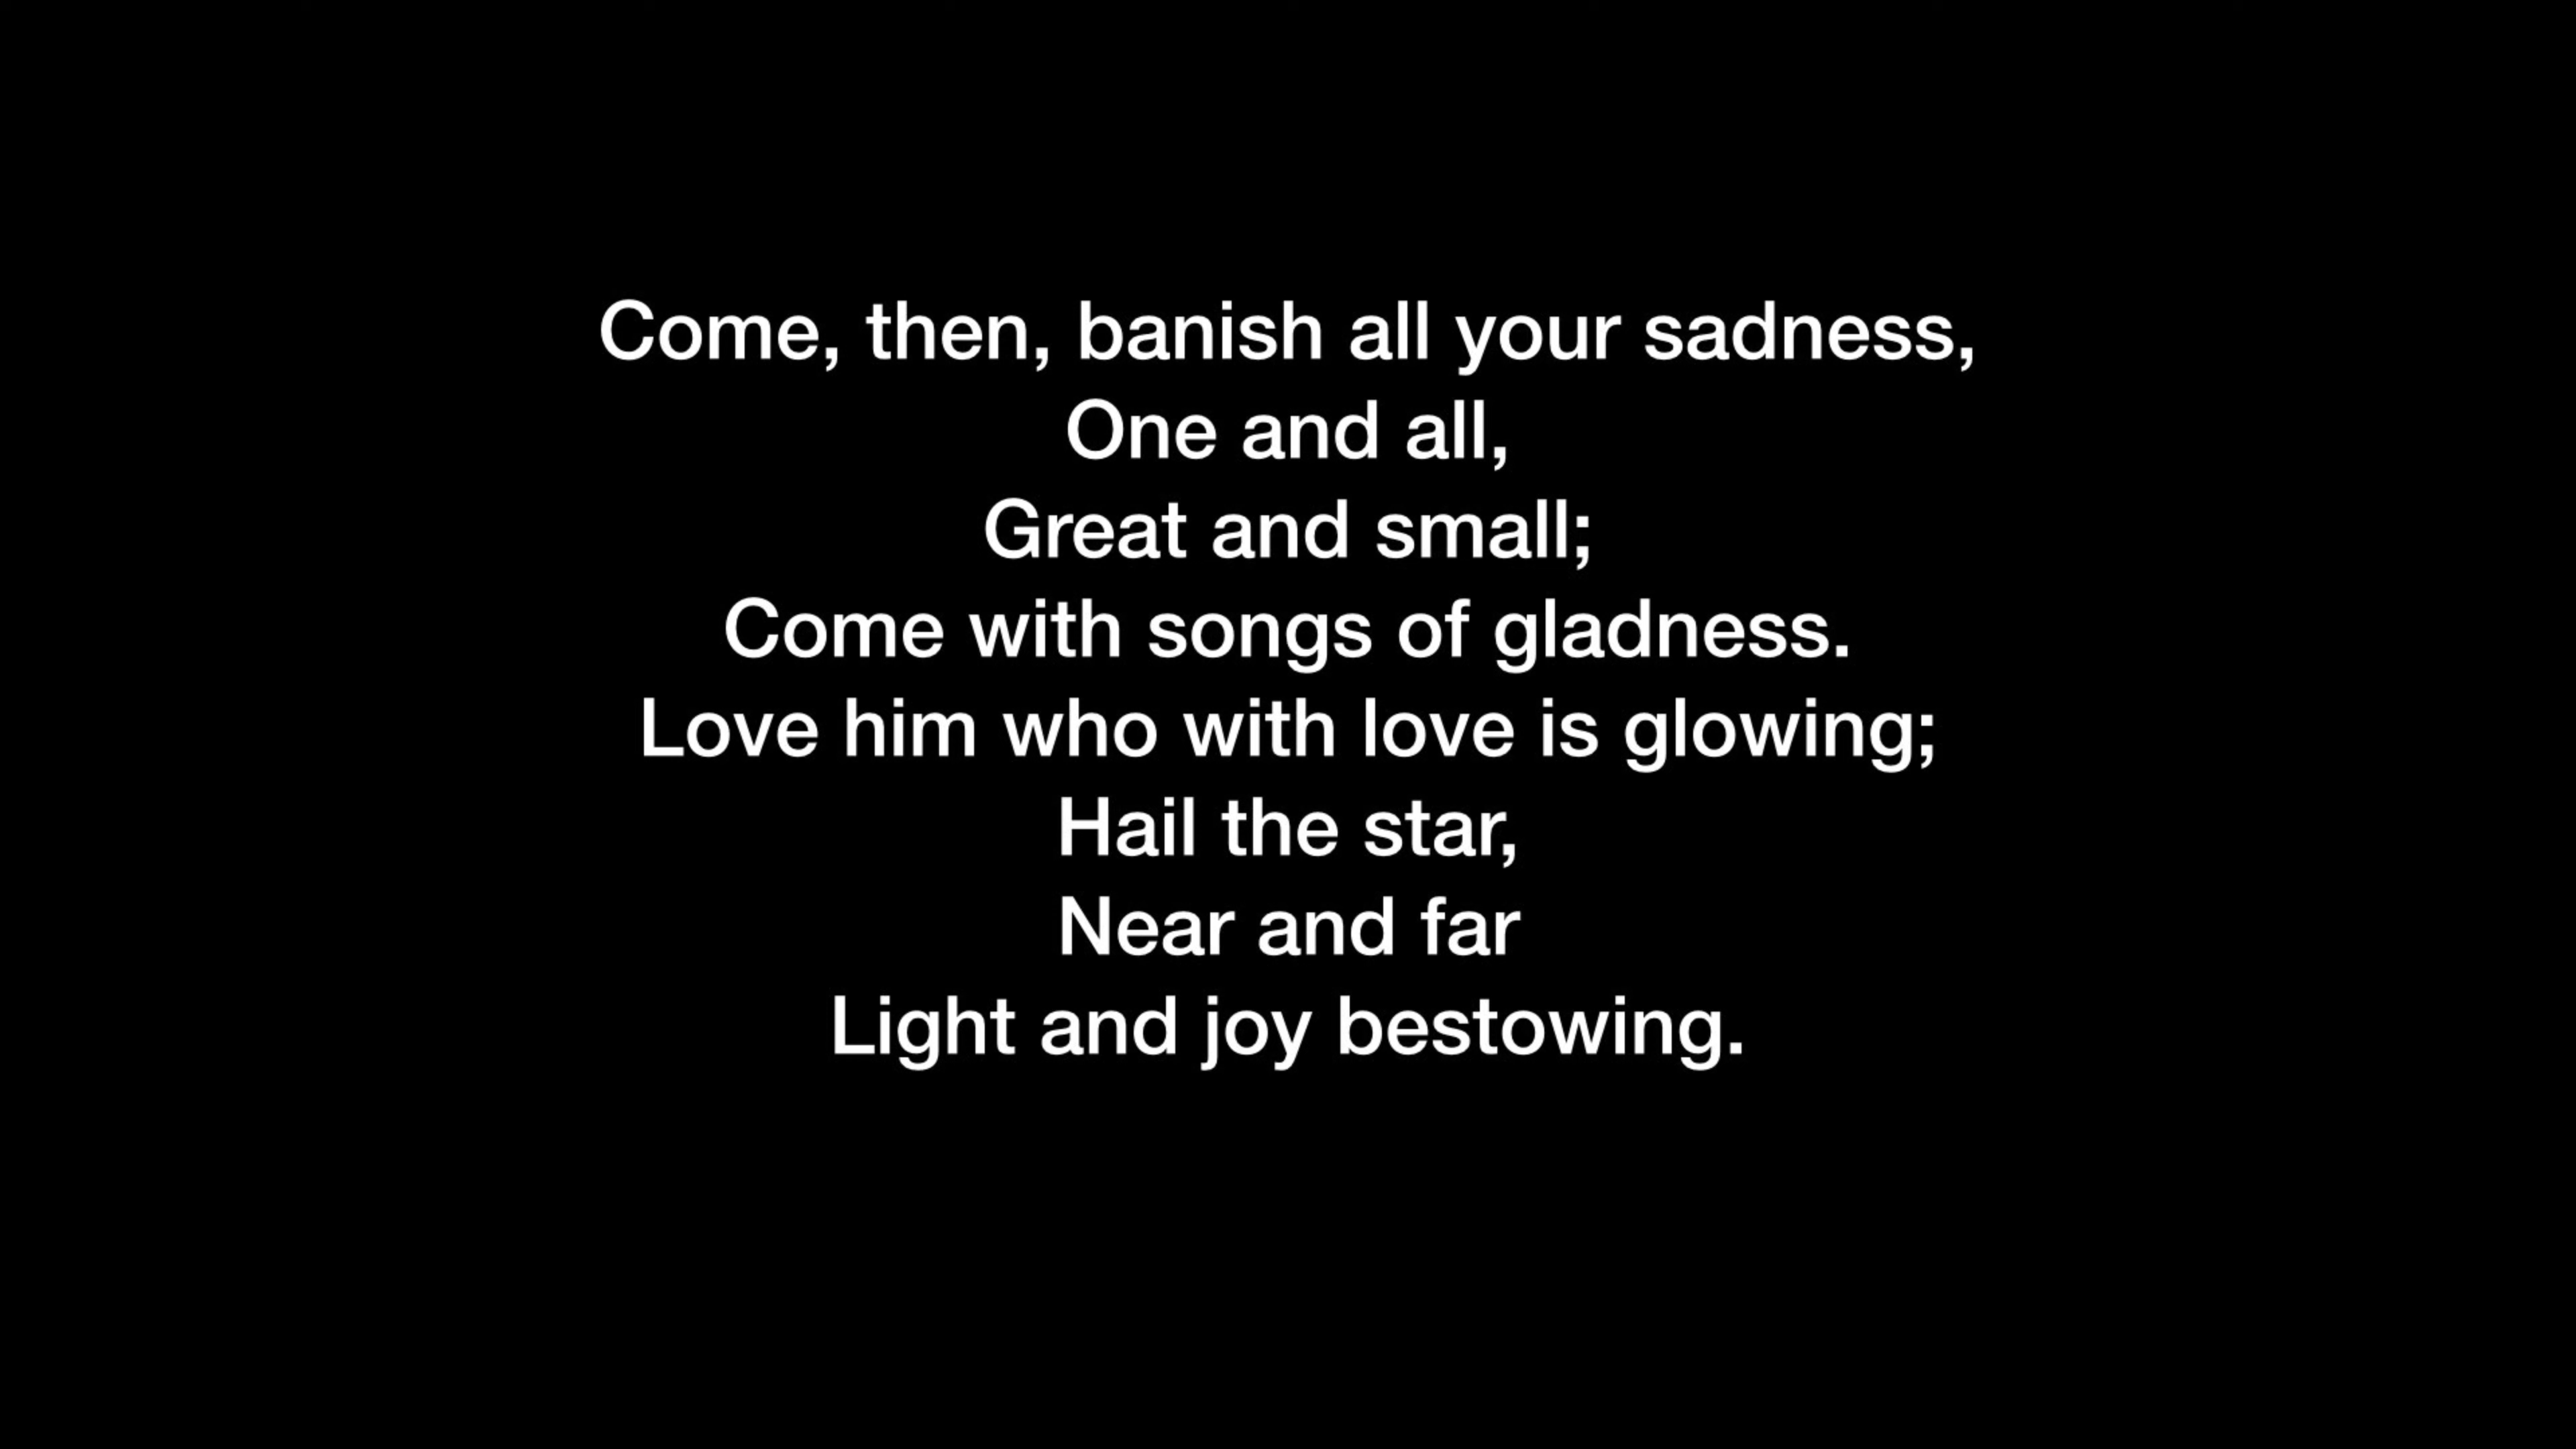 Come, then, banish all your sadness,
One and all,
Great and small;
Come with songs of gladness.
Love him who with love is glowing;
Hail the star,
Near and far
Light and joy bestowing.